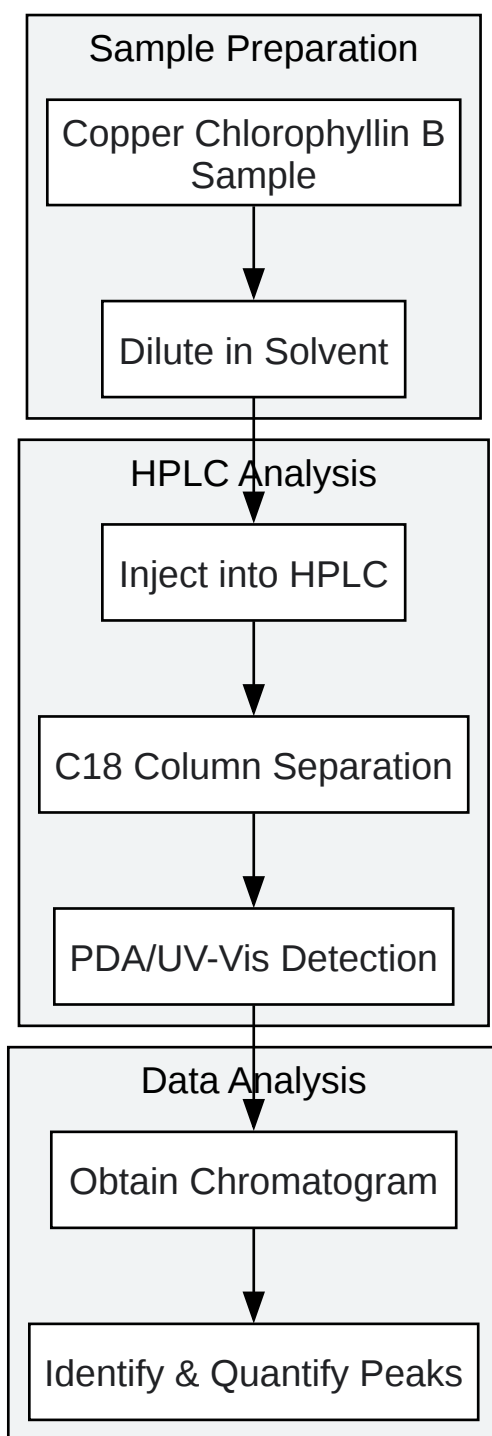 Sample Preparation
Copper Chlorophyllin B
Sample
Dilute in Solvent
HPLC Analysis
Inject into HPLC
C18 Column Separation
PDA/UV-Vis Detection
Data Analysis
Obtain Chromatogram
Identify & Quantify Peaks